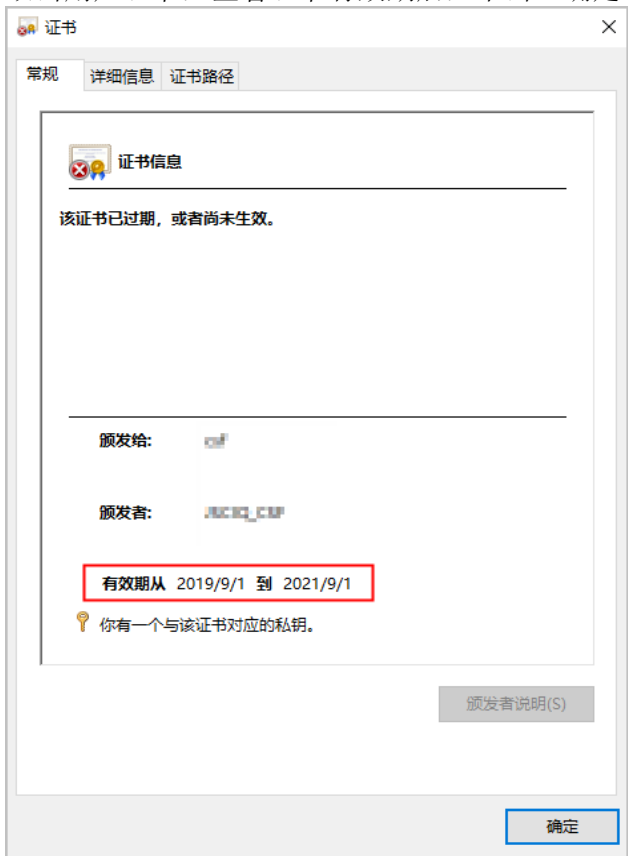 证书
常规 详细信息 证书路径
证书信息
该证书已过期，或者尚未生效。
颁发给:
颁发者:
有效期从 2019/9/1 到 2021/9/1
你有一个与该证书对应的私钥。
颁发者说明(S)
确定